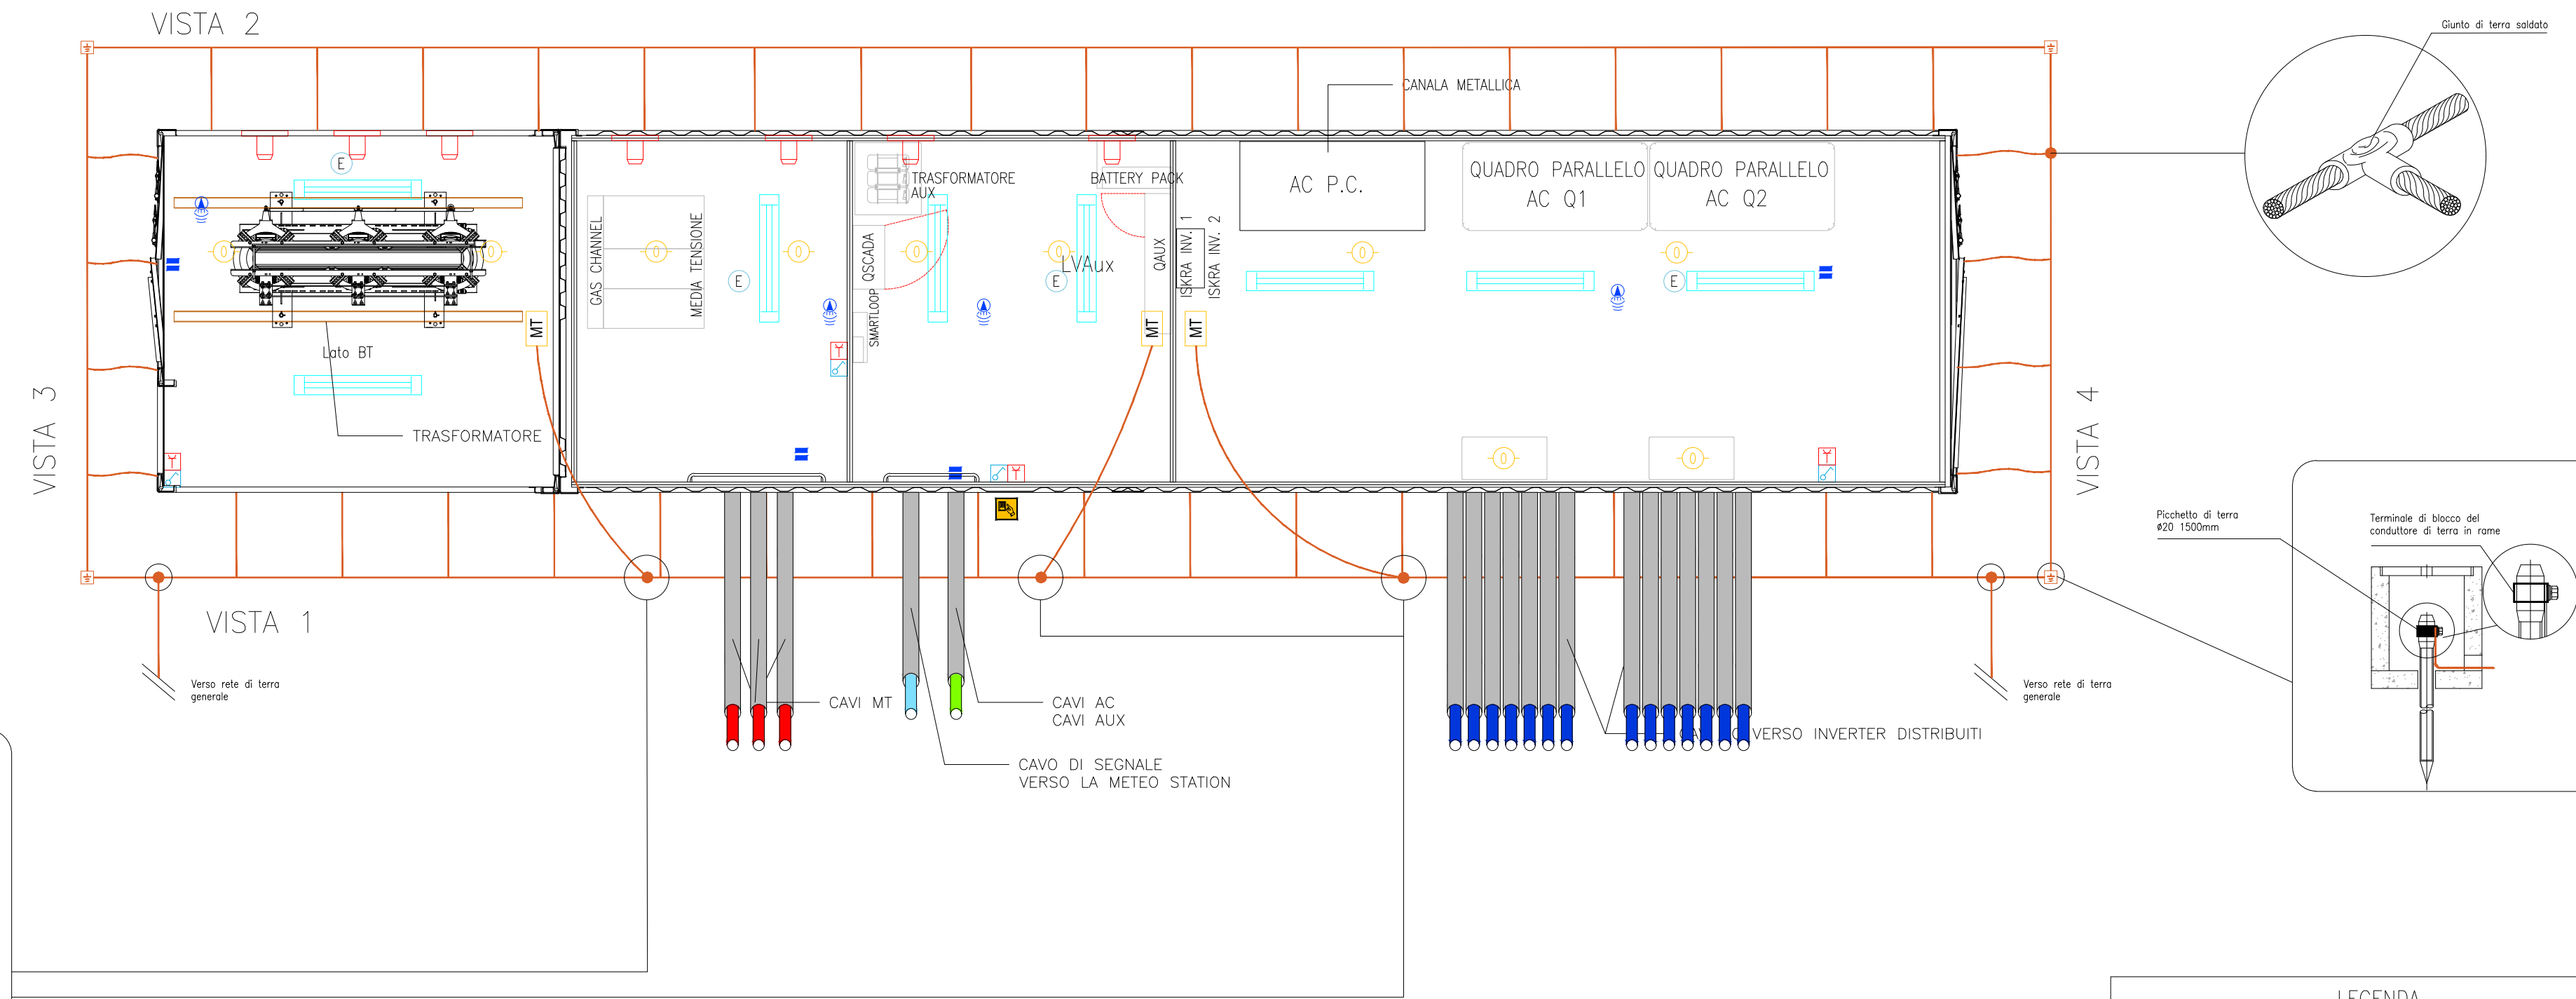 VISTA 2
Giunto di terra saldato
CANALA METALLICA
E
TRASFORMATORE
AUX
BATTERY PACK
AC P.C.
QUADRO PARALLELO
AC Q1
QUADRO PARALLELO
AC Q2
GAS CHANNEL
MEDIA TENSIONE
QSCADA
SMARTLOOP
LVAux
QAUX
ISKRA INV. 1
ISKRA INV. 2
E
E
E
MT
MT
MT
Lato BT
TRASFORMATORE
VISTA 3
VISTA 4
Picchetto di terra
ø20 1500mm
Terminale di blocco del
conduttore di terra in rame
VISTA 1
Verso rete di terra
generale
Verso rete di terra
generale
CAVI MT
CAVI AC
CAVI AUX
VERSO INVERTER DISTRIBUITI
CAVO DI SEGNALE
VERSO LA METEO STATION
LEGENDA